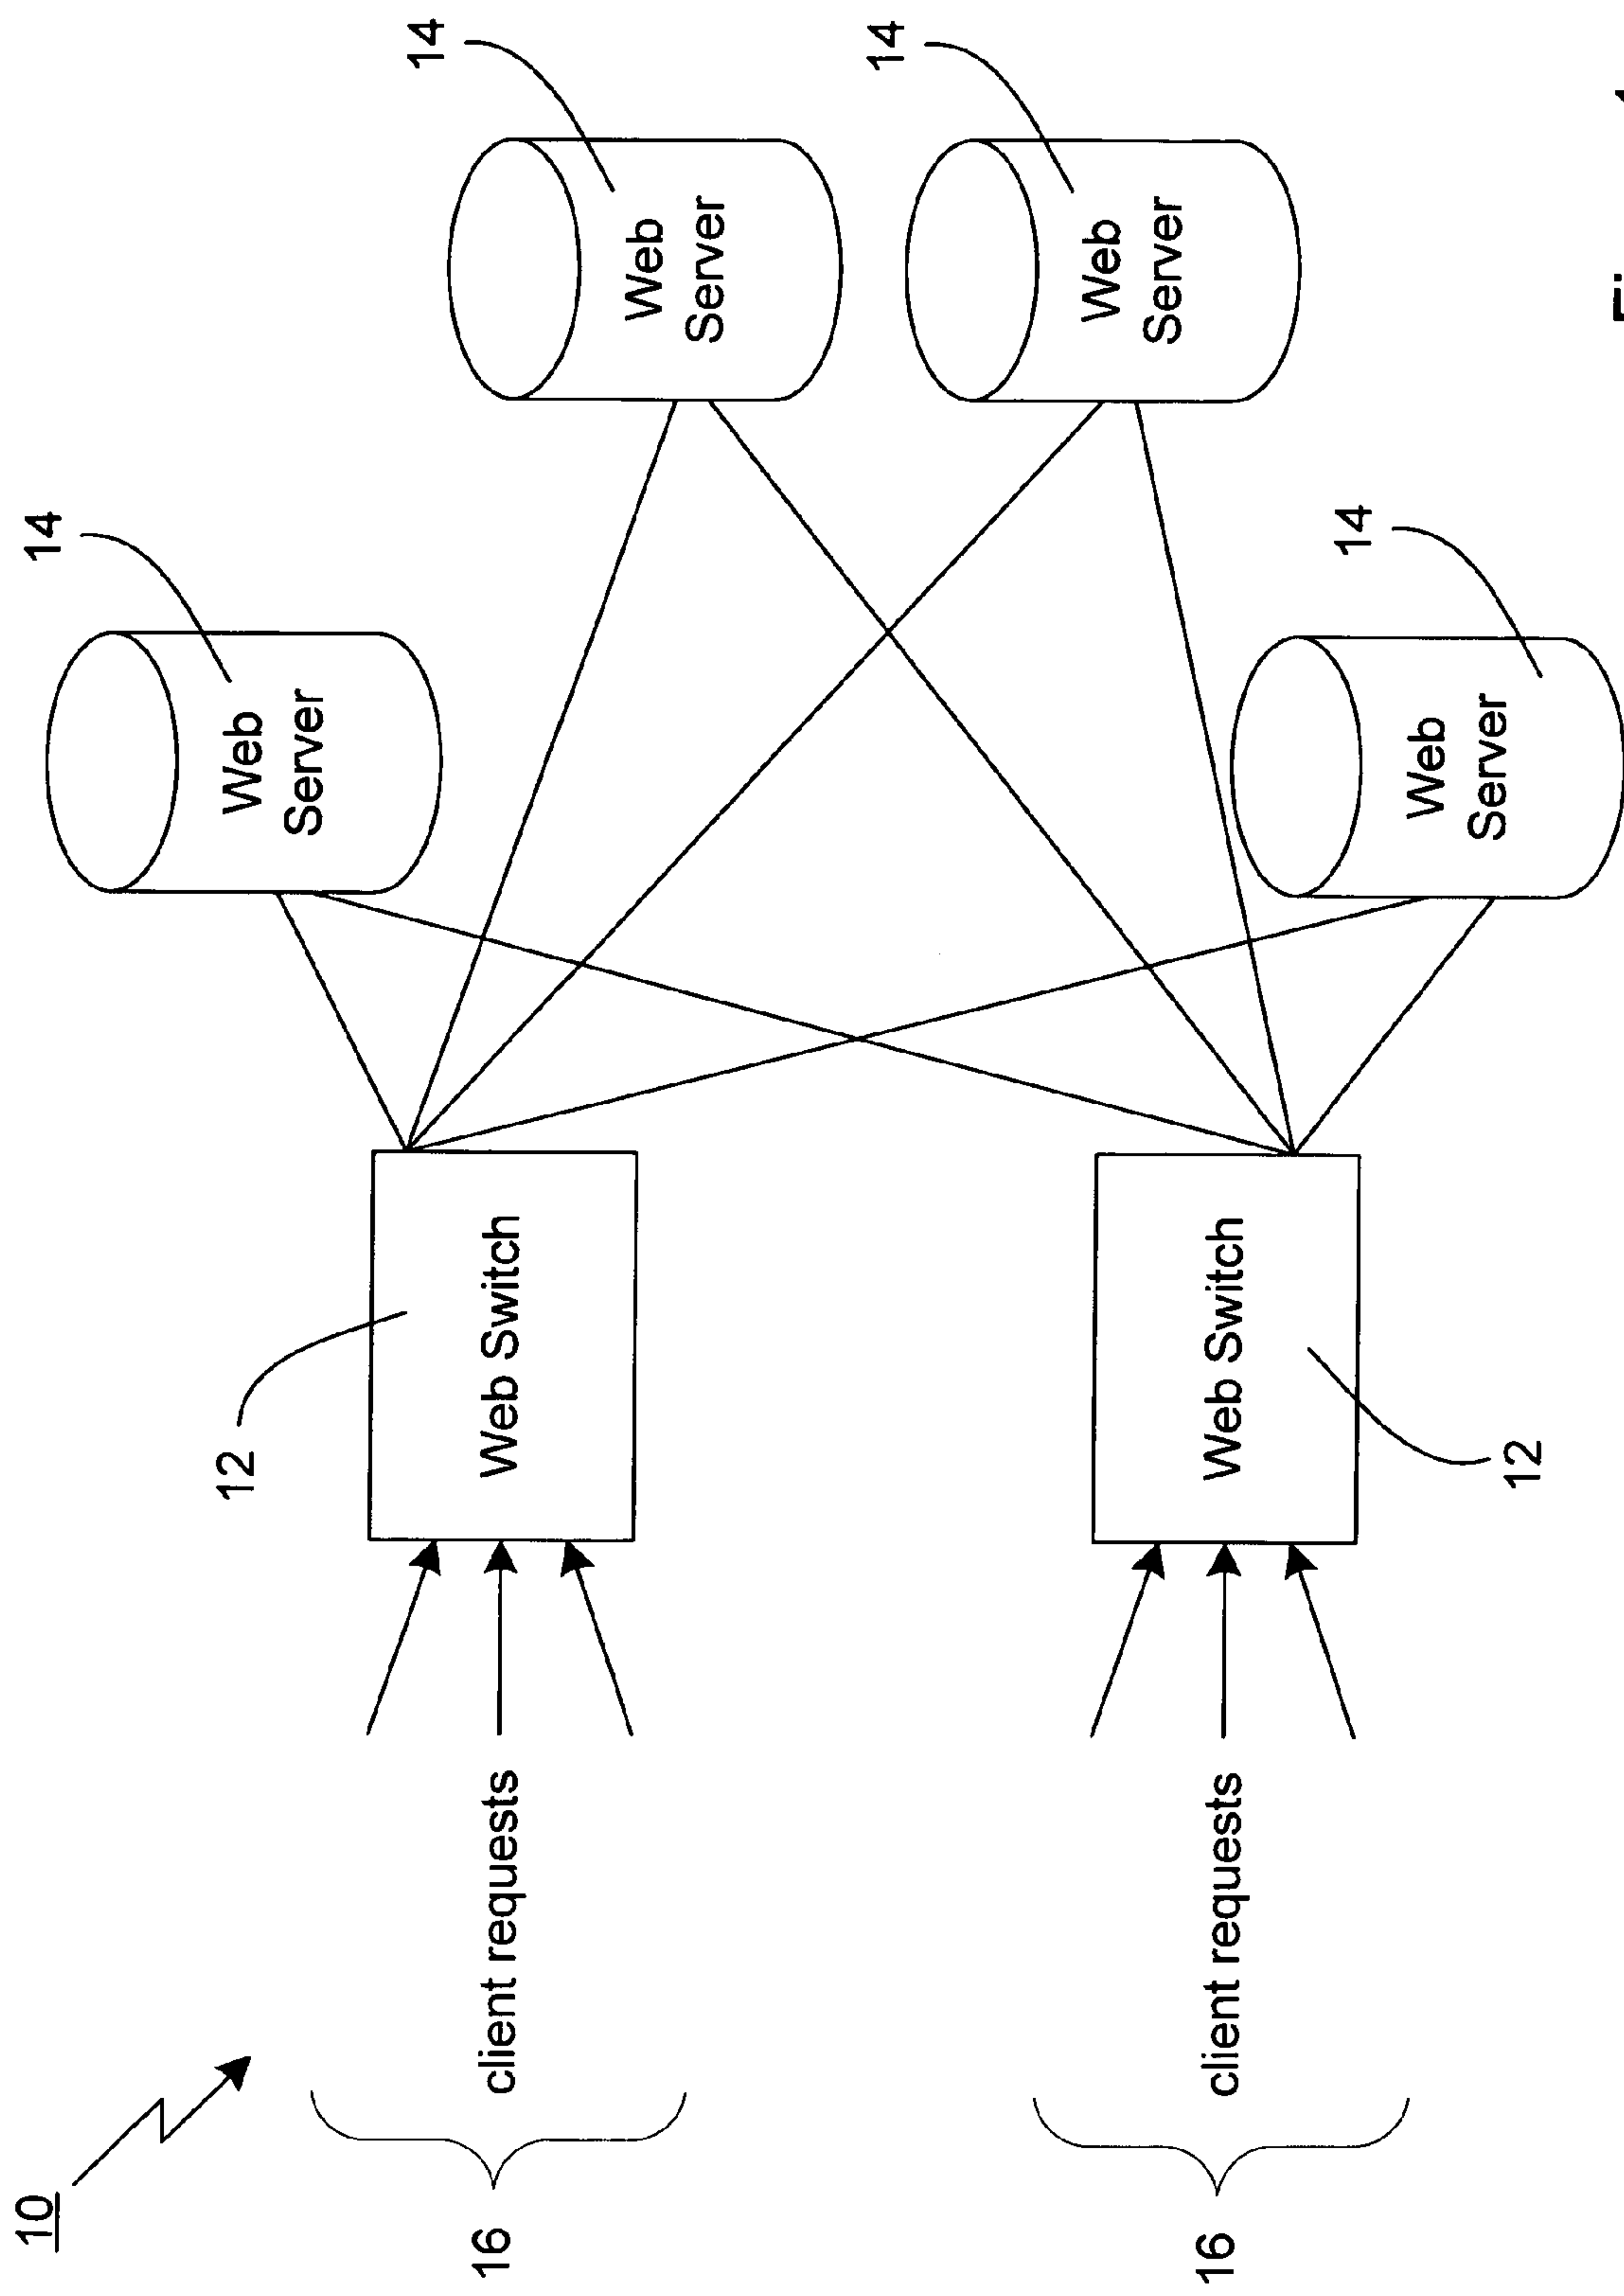 10
16
client requests
12
Web Switch
14
Web
Server
14
Web
Server
14
Web
Server
14
Web
Server
16
client requests
12
Web Switch